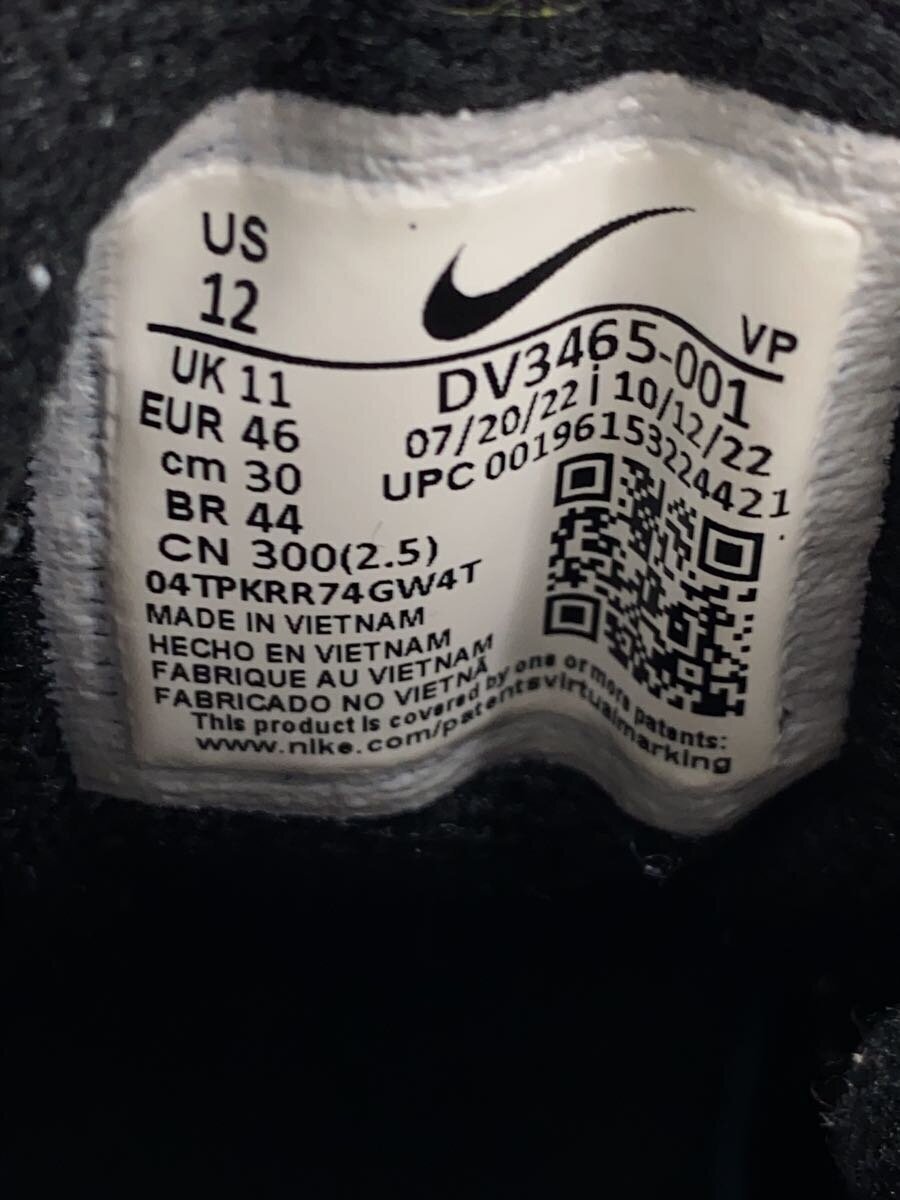 US
12
VP
UK 11
EUR 46
cm 30
BR 44
CN 300(2.5)
DV3465-001
07/20/22 i 10/12/22
UPC 00196153224421
04TPKRR74GW4T
MADE IN VIETNAM
HECHO EN VIETNAM
FABRIQUE AU VIETNAM
FABRICADO NO VIETNÃ
This product is covered by one or more patents:
www.nike.com/patentsvirtualmarking